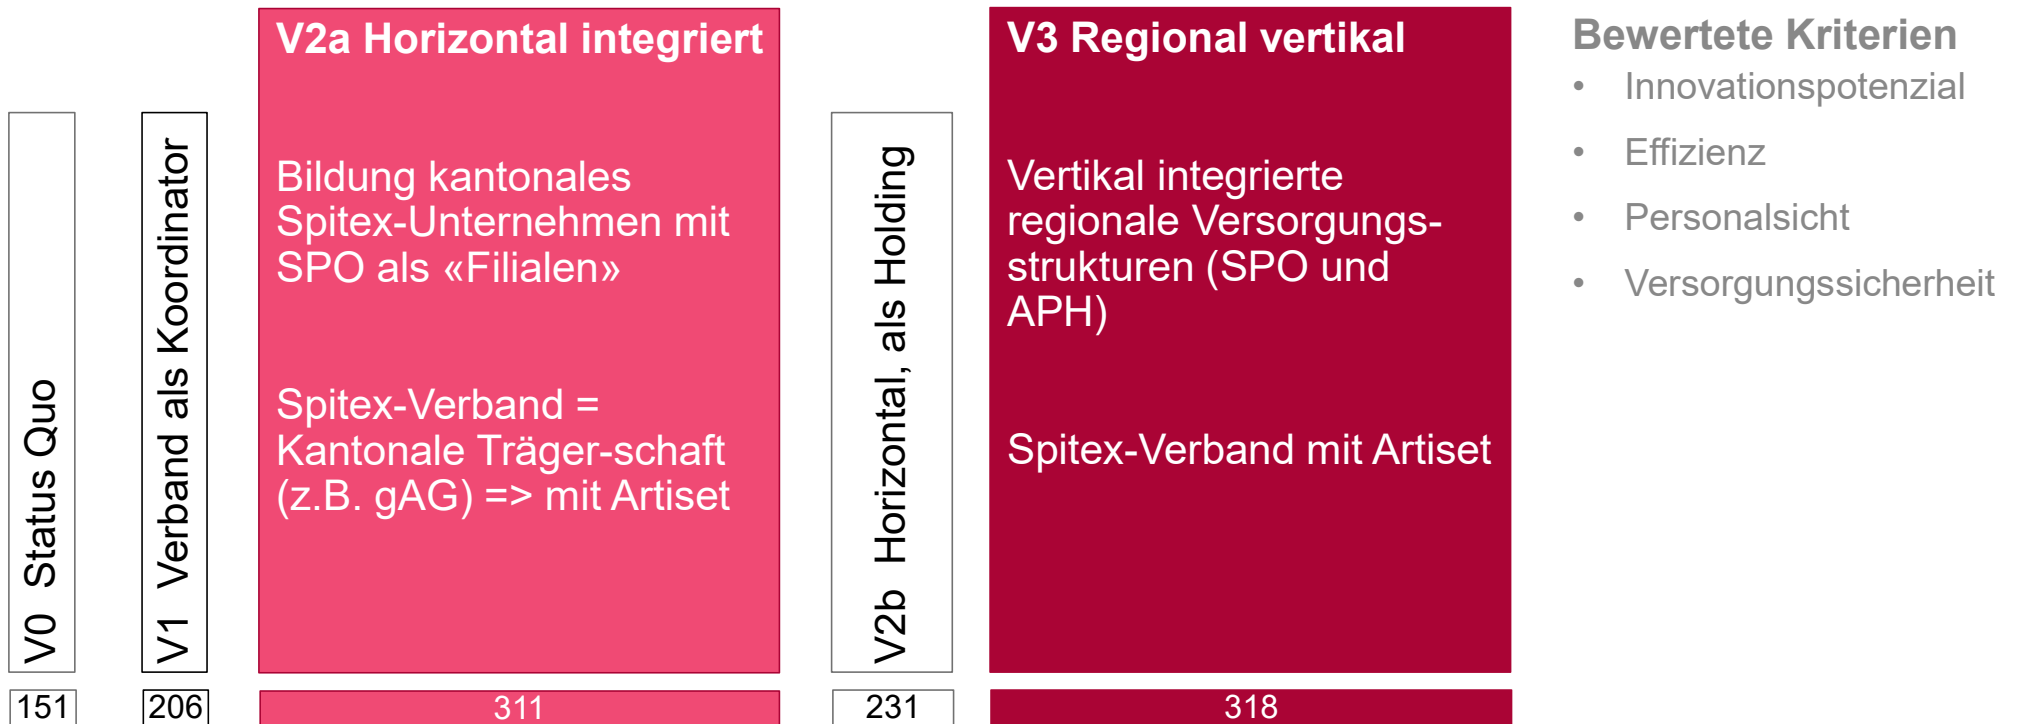 V0 Status Quo
151
V1 Verband als Koordinator
206
V2a Horizontal integriert
Bildung kantonales
Spitex-Unternehmen mit
SPO als «Filialen»
Spitex-Verband =
Kantonale Träger-schaft
(z.B. gAG) => mit Artiset
311
V2b Horizontal, als Holding
231
V3 Regional vertikal
Vertikal integrierte
regionale Versorgungs-
strukturen (SPO und
APH)
Spitex-Verband mit Artiset
318
Bewertete Kriterien
• Innovationspotenzial
• Effizienz
• Personalsicht
• Versorgungssicherheit